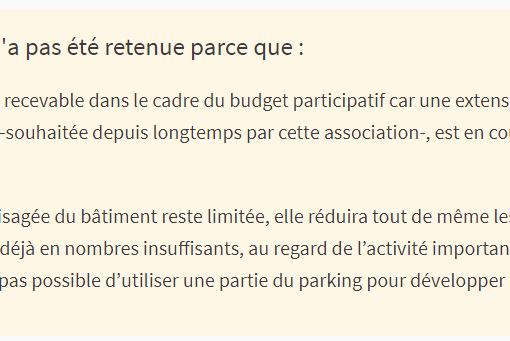 'a pas été retenue parce que :
recevable dans le cadre du budget participatif car une extens
-souhaitée depuis longtemps par cette association-, est en co
isagée du bâtiment reste limitée, elle réduira tout de même le
déjà en nombres insuffisants, au regard de l’activité importan
pas possible d’utiliser une partie du parking pour développer